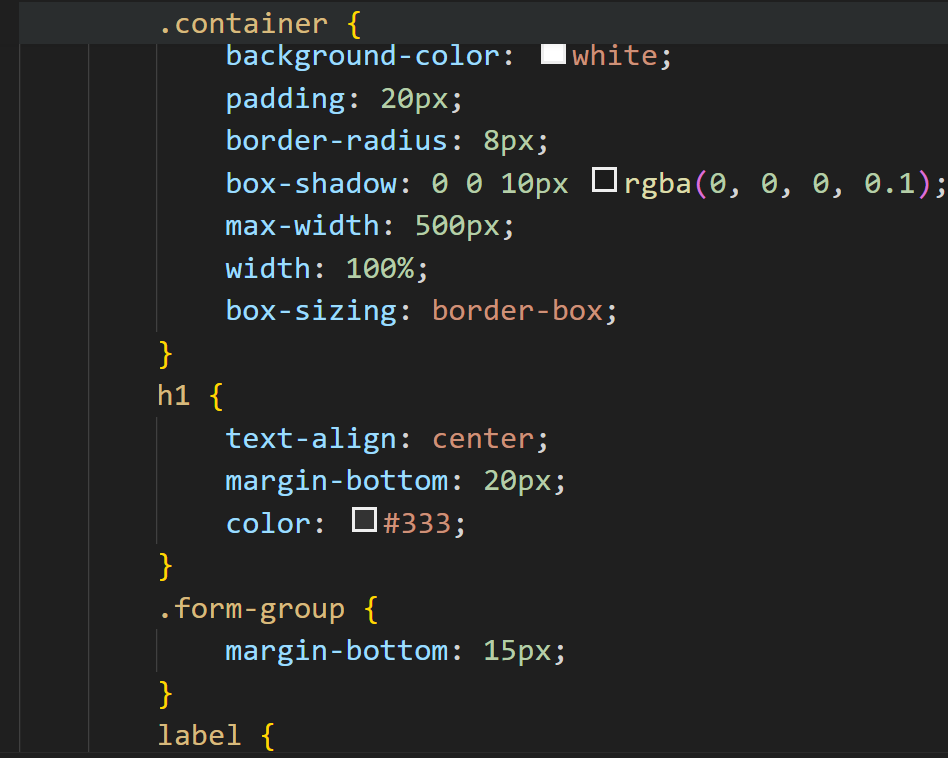 .container {
background-color: white;
padding: 20px;
border-radius: 8px;
box-shadow: 0 0 10px rgba(0, 0, 0, 0.1);
max-width: 500px;
width: 100%;
box-sizing: border-box;
}
h1 {
text-align: center;
margin-bottom: 20px;
color: #333;
}
.form-group {
margin-bottom: 15px;
}
label {